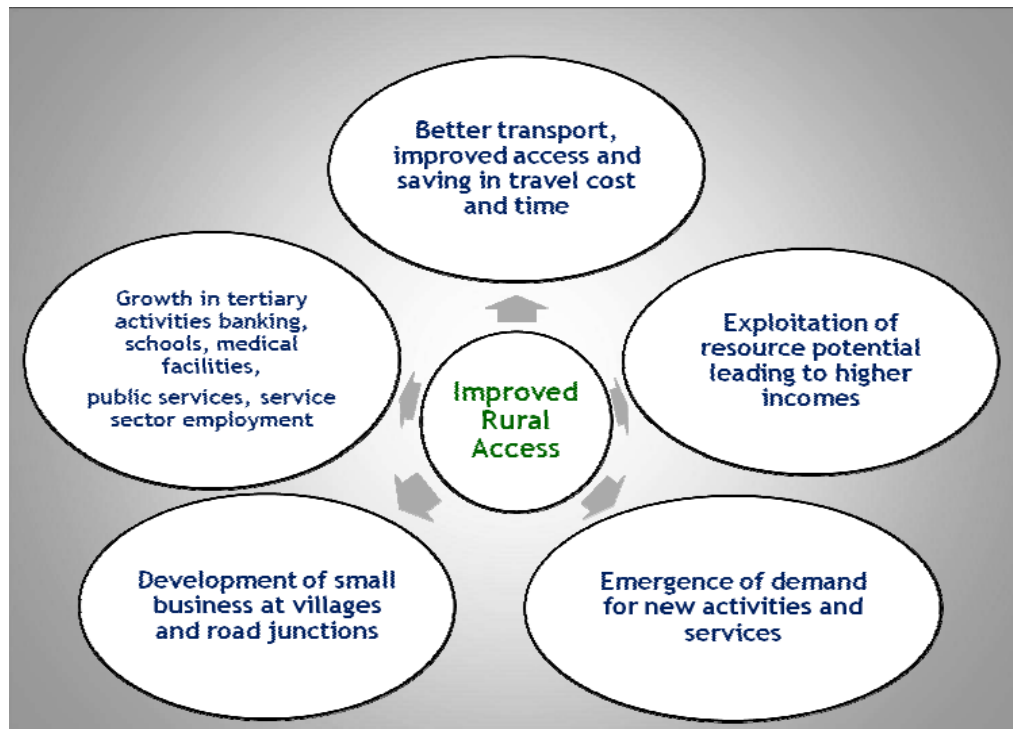 Better transport,
improved access and
saving in travel cost
and time
Growth in tertiary
activities banking,
schools, medical
facilities,
public services, service
sector employment
Exploitation of
resource potential
leading to higher
incomes
Improved
Rural
Access
Development of small
business at villages
and road junctions
Emergence of demand
for new activities and
services